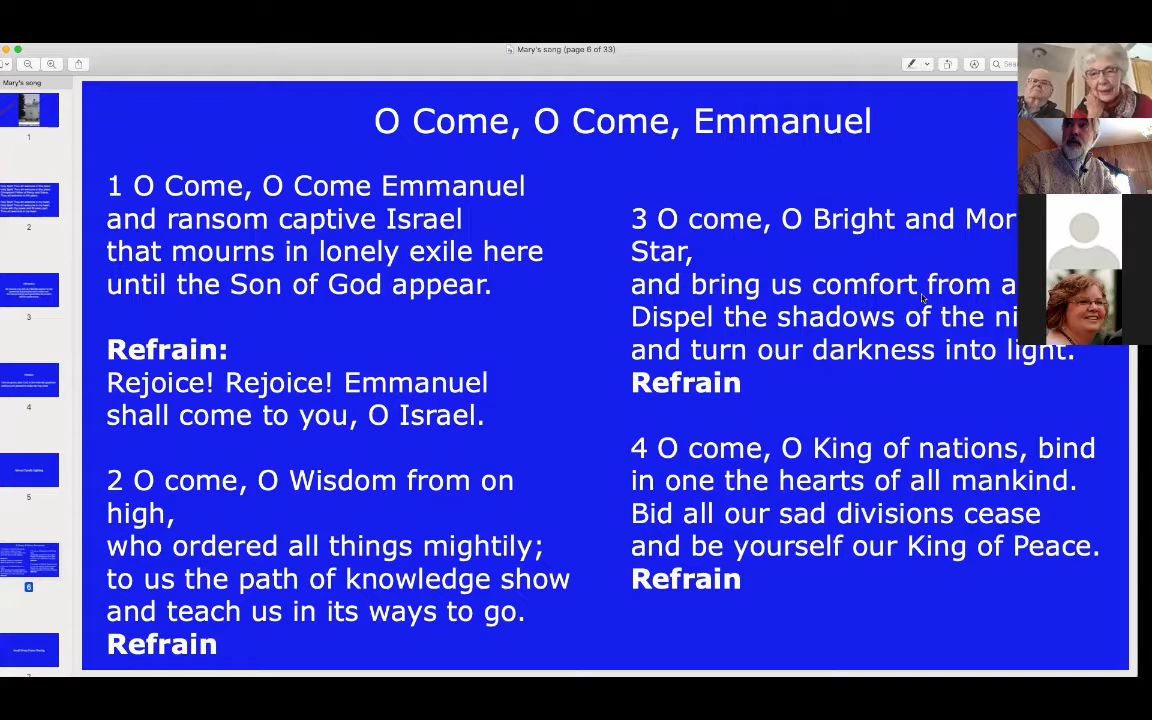 Mary's song (page 6 of 33)
Mary's song
O Come, O Come, Emmanuel
1 O Come, O Come Emmanuel
and ransom captive Israel
that mourns in lonely exile here
until the Son of God appear.
Refrain:
Rejoice! Rejoice! Emmanuel
shall come to you, O Israel.
2 O come, O Wisdom from on
high,
who ordered all things mightily;
to us the path of knowledge show
and teach us in its ways to go.
Refrain
3 O come, O Bright and Mor
Star,
and bring us comfort from a
Dispel the shadows of the ni
and turn our darkness into light.
Refrain
4 O come, O King of nations, bind
in one the hearts of all mankind.
Bid all our sad divisions cease
and be yourself our King of Peace.
Refrain
1
2
3
4
5
6